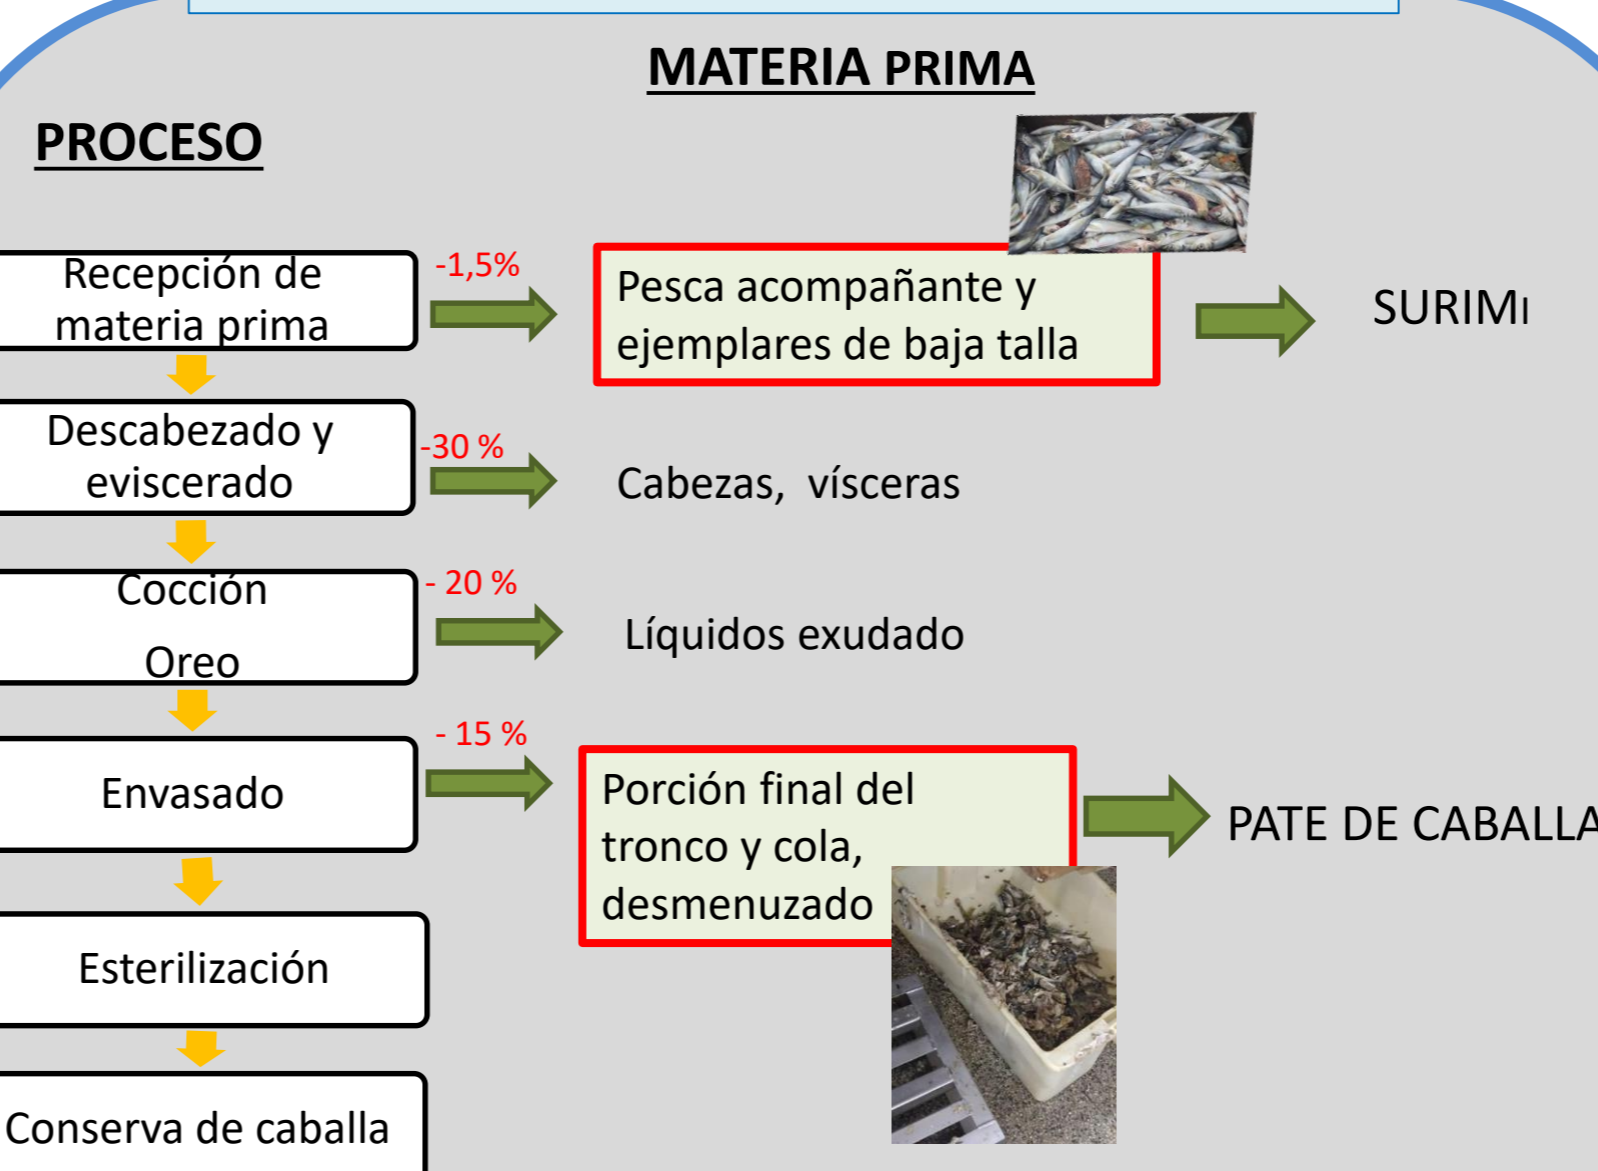 MATERIA PRIMA
PROCESO
Recepción de
materia prima
-1,5%
Pesca acompañante y
ejemplares de baja talla
SURIMI
Descabezado y
eviscerado
-30 %
Cabezas, vísceras
Cocción
Oreo
- 20 %
Líquidos exudado
Envasado
- 15 %
Porción final del
tronco y cola,
desmenuzado
PATE DE CABALLA
Esterilización
Conserva de caballa